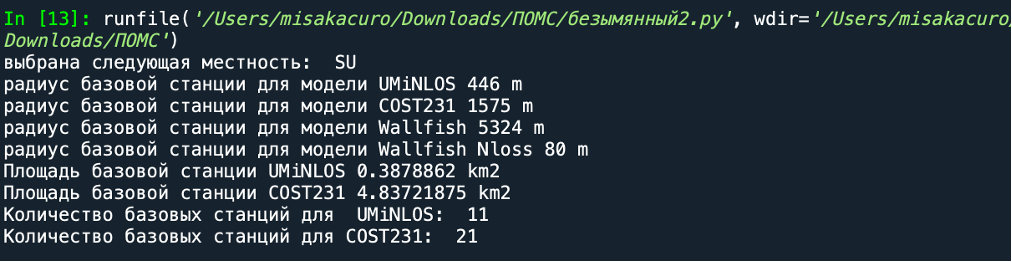 In [13]: runfile('/Users/misakacuro/Downloads/ПОМС/безымянный2.py', wdir='/Users/misakacuro/
Downloads/ПОМС')
выбрана следующая местность:  SU
радиус базовой станции для модели UMiNLOS 446 m
радиус базовой станции для модели COST231 1575 m
радиус базовой станции для модели Wallfish 5324 m
радиус базовой станции для модели Wallfish Nloss 80 m
Площадь базовой станции UMiNLOS 0.3878862 km2
Площадь базовой станции COST231 4.83721875 km2
Количество базовых станций для  UMiNLOS:  11
Количество базовых станций для COST231:  21